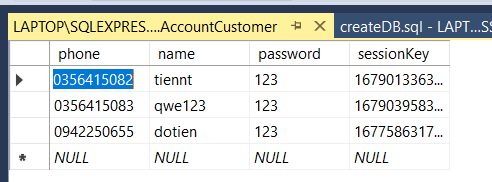 LAPTOP\SQLEXPRES....AccountCustomer createDB.sql - LAPT...SS
phone name password sessionKey
0356415082 tiennt 123 1679013363...
0356415083 qwe123 123 1679039583...
0942250655 dotien 123 1677586317...
NULL NULL NULL NULL